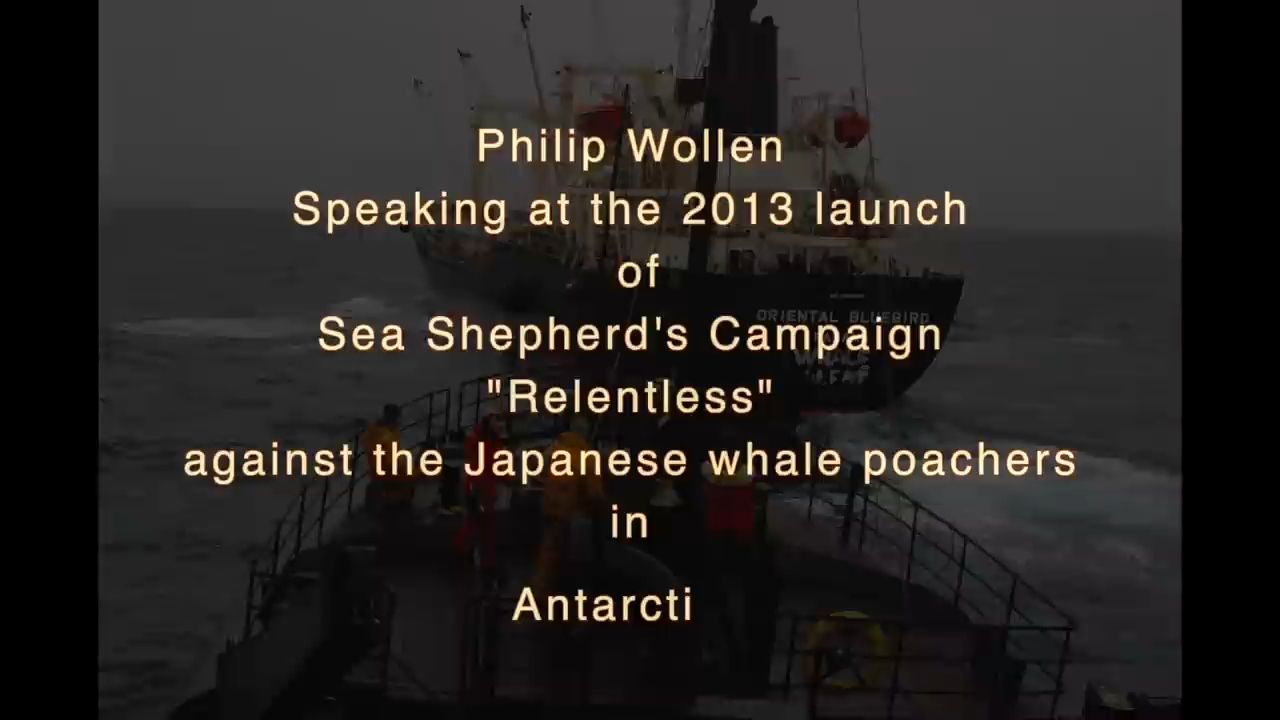 Philip Wollen
Speaking at the 2013 launch
of
Sea Shepherd's Campaign
"Relentless"
against the Japanese whale poachers
in
Antarcti
ORIENTAL BLUEBIRD
WHALE